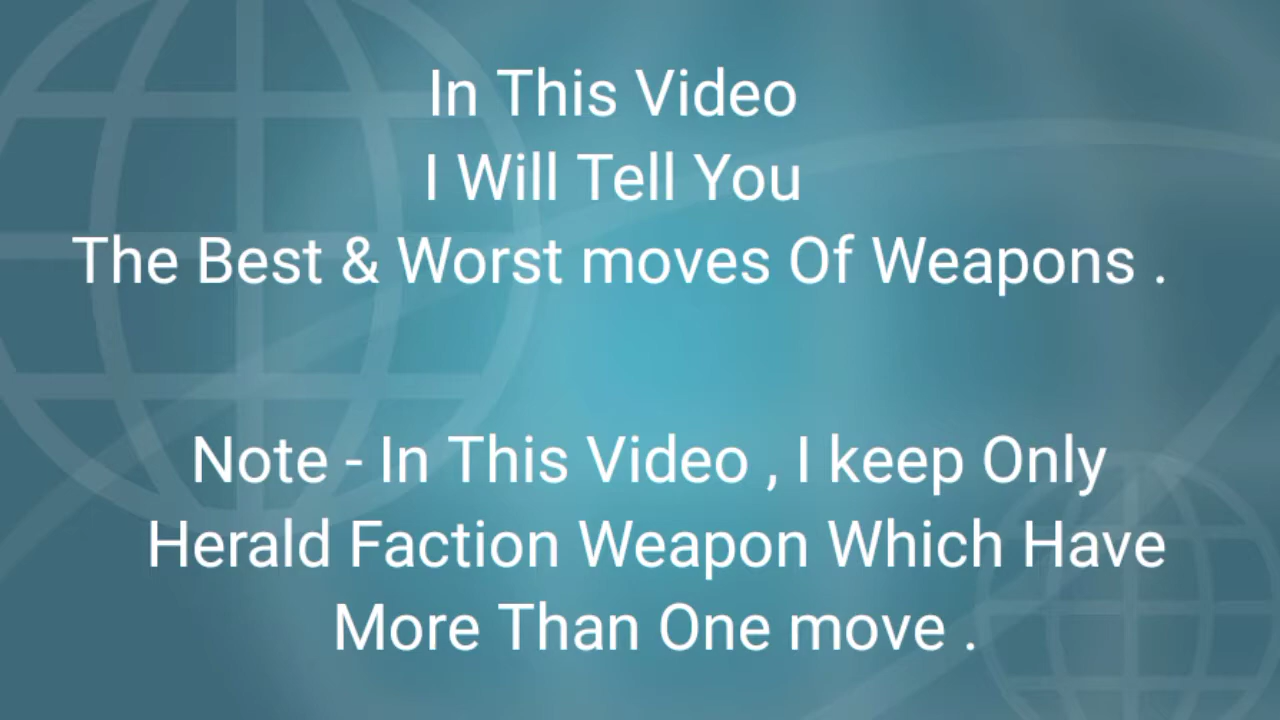 In This Video
I Will Tell You
The Best & Worst moves Of Weapons .
Note - In This Video , I keep Only
Herald Faction Weapon Which Have
More Than One move .